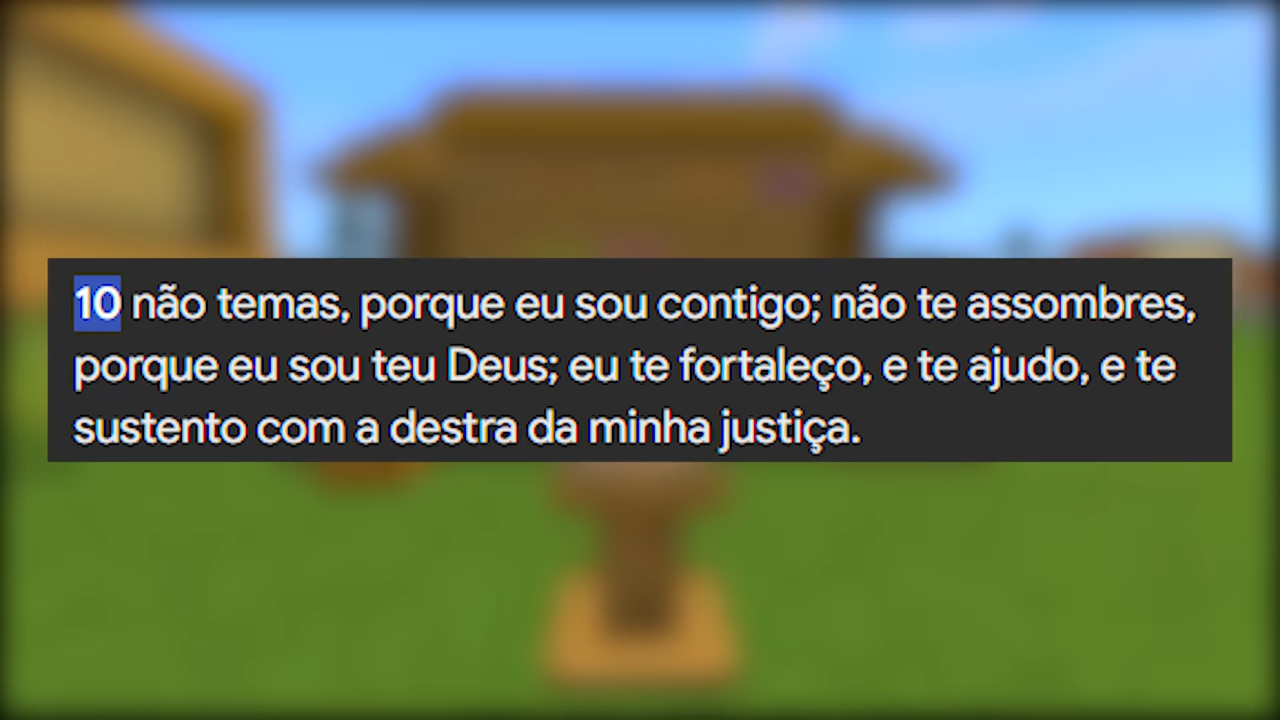 10 não temas, porque eu sou contigo; não te assombres,
porque eu sou teu Deus; eu te fortaleço, e te ajudo, e te
sustento com a destra da minha justiça.